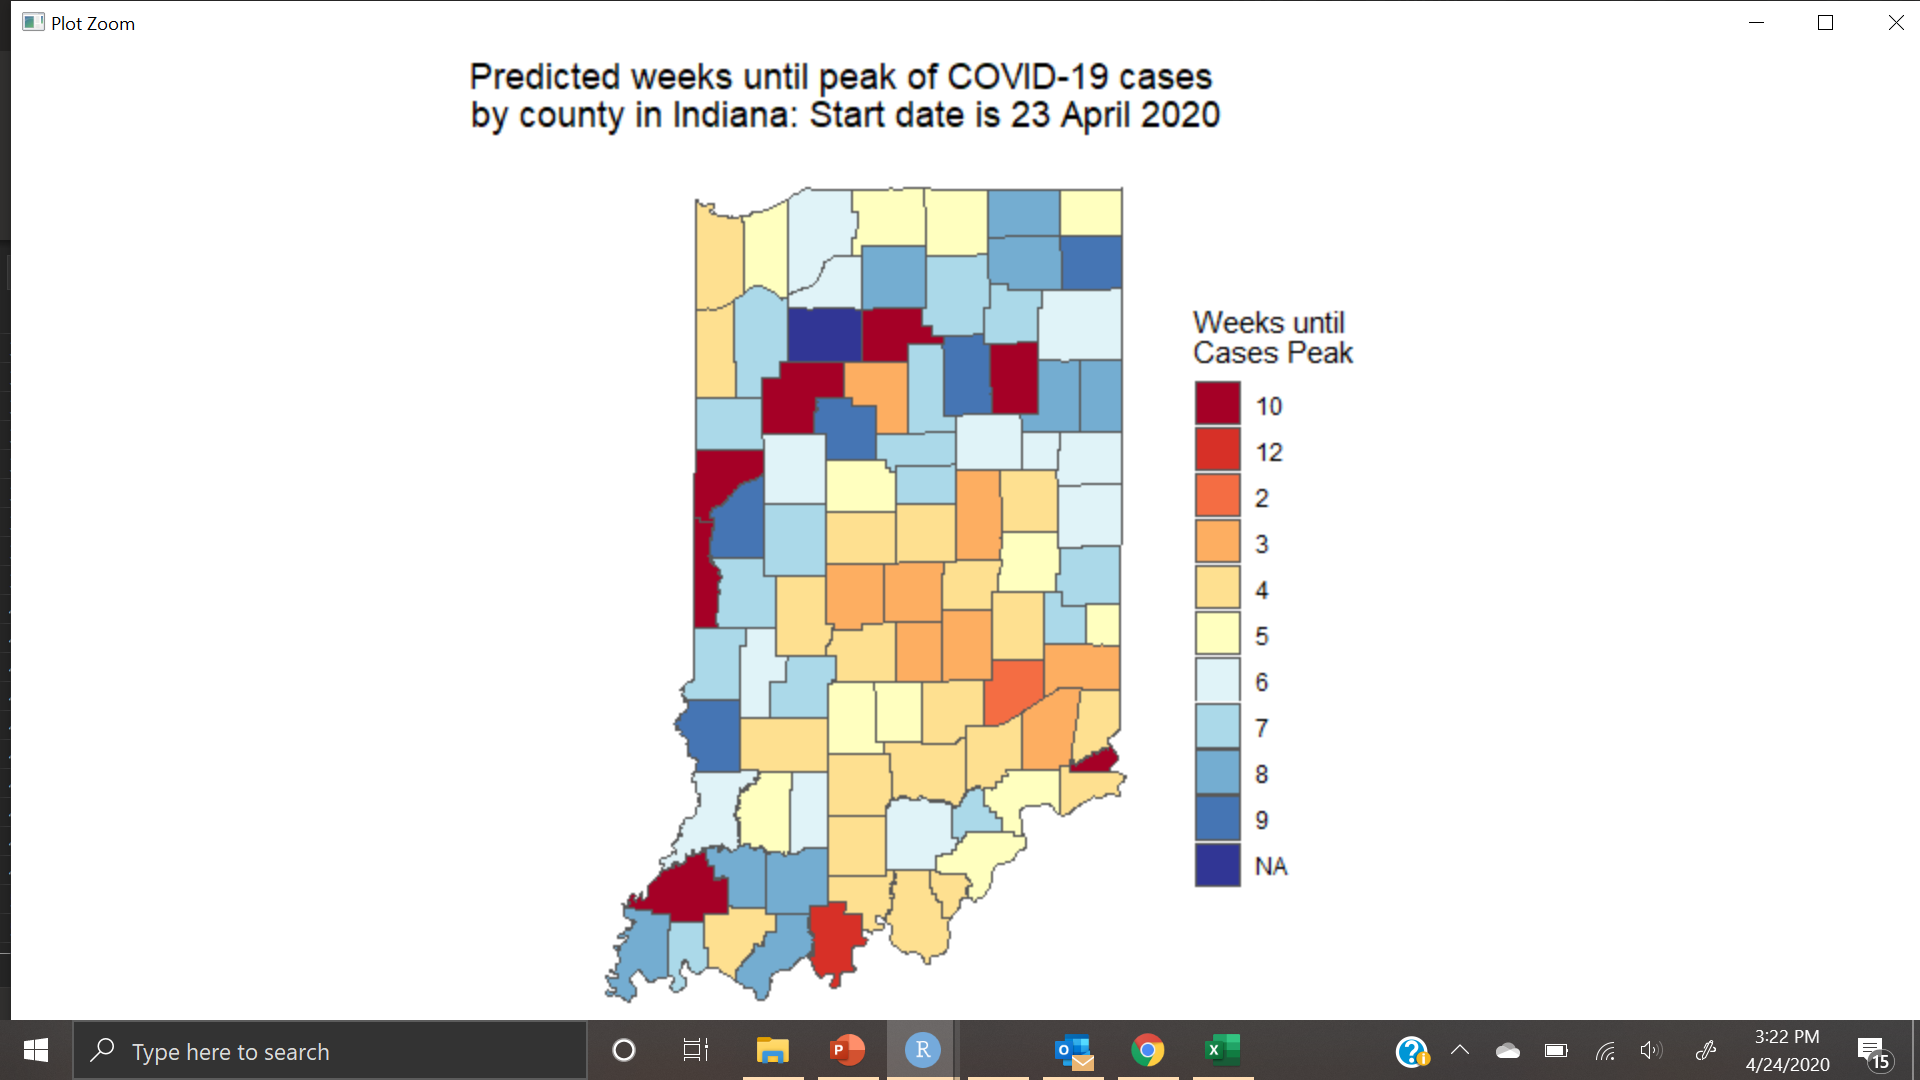 Plot Zoom
Predicted weeks until peak of COVID-19 cases
by county in Indiana: Start date is 23 April 2020
Weeks until
Cases Peak
10
12
2
3
4
5
6
7
8
9
NA
Type here to search
P
R
O
X
?
3:22 PM
4/24/2020
15